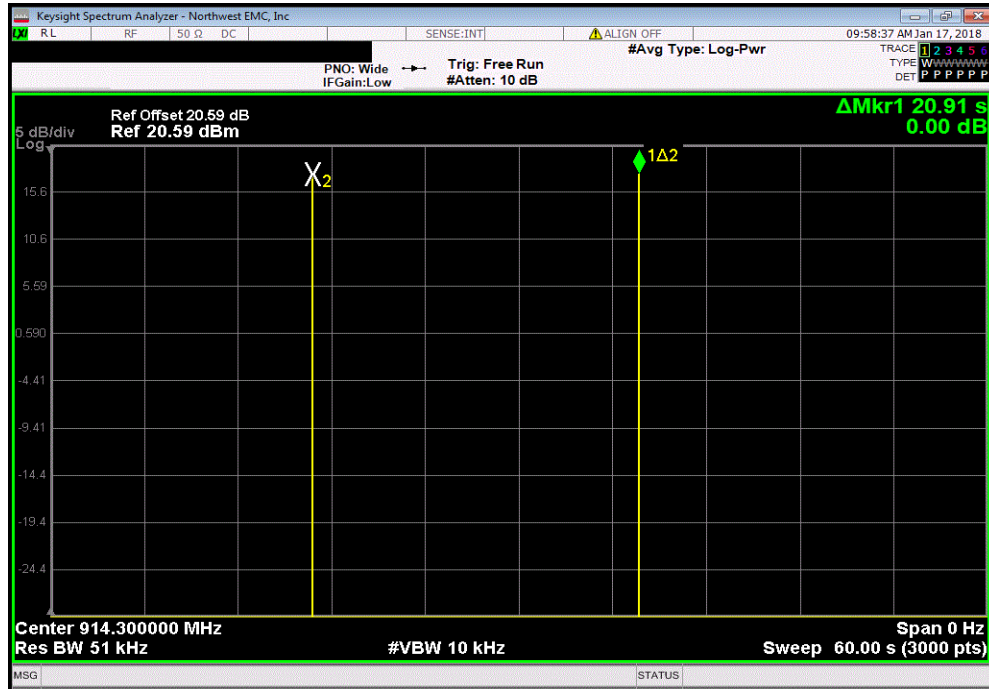 Keysight Spectrum Analyzer - Northwest EMC, Inc
LXI RL RF 50 Ω DC SENSE:INT ALIGN OFF 09:58:37 AM Jan 17, 2018
#Avg Type: Log-Pwr
TRACE 1 2 3 4 5 6
TYPE WWWWWW
DET P P P P P P
PNO: Wide
IFGain:Low
Trig: Free Run
#Atten: 10 dB
ΔMkr1 20.91 s
0.00 dB
Ref Offset 20.59 dB
5 dB/div Ref 20.59 dBm
Log
1Δ2
X2
15.6
10.6
5.59
0.590
-4.41
-9.41
-14.4
-19.4
-24.4
Center 914.300000 MHz Span 0 Hz
Res BW 51 kHz #VBW 10 kHz Sweep 60.00 s (3000 pts)
MSG STATUS